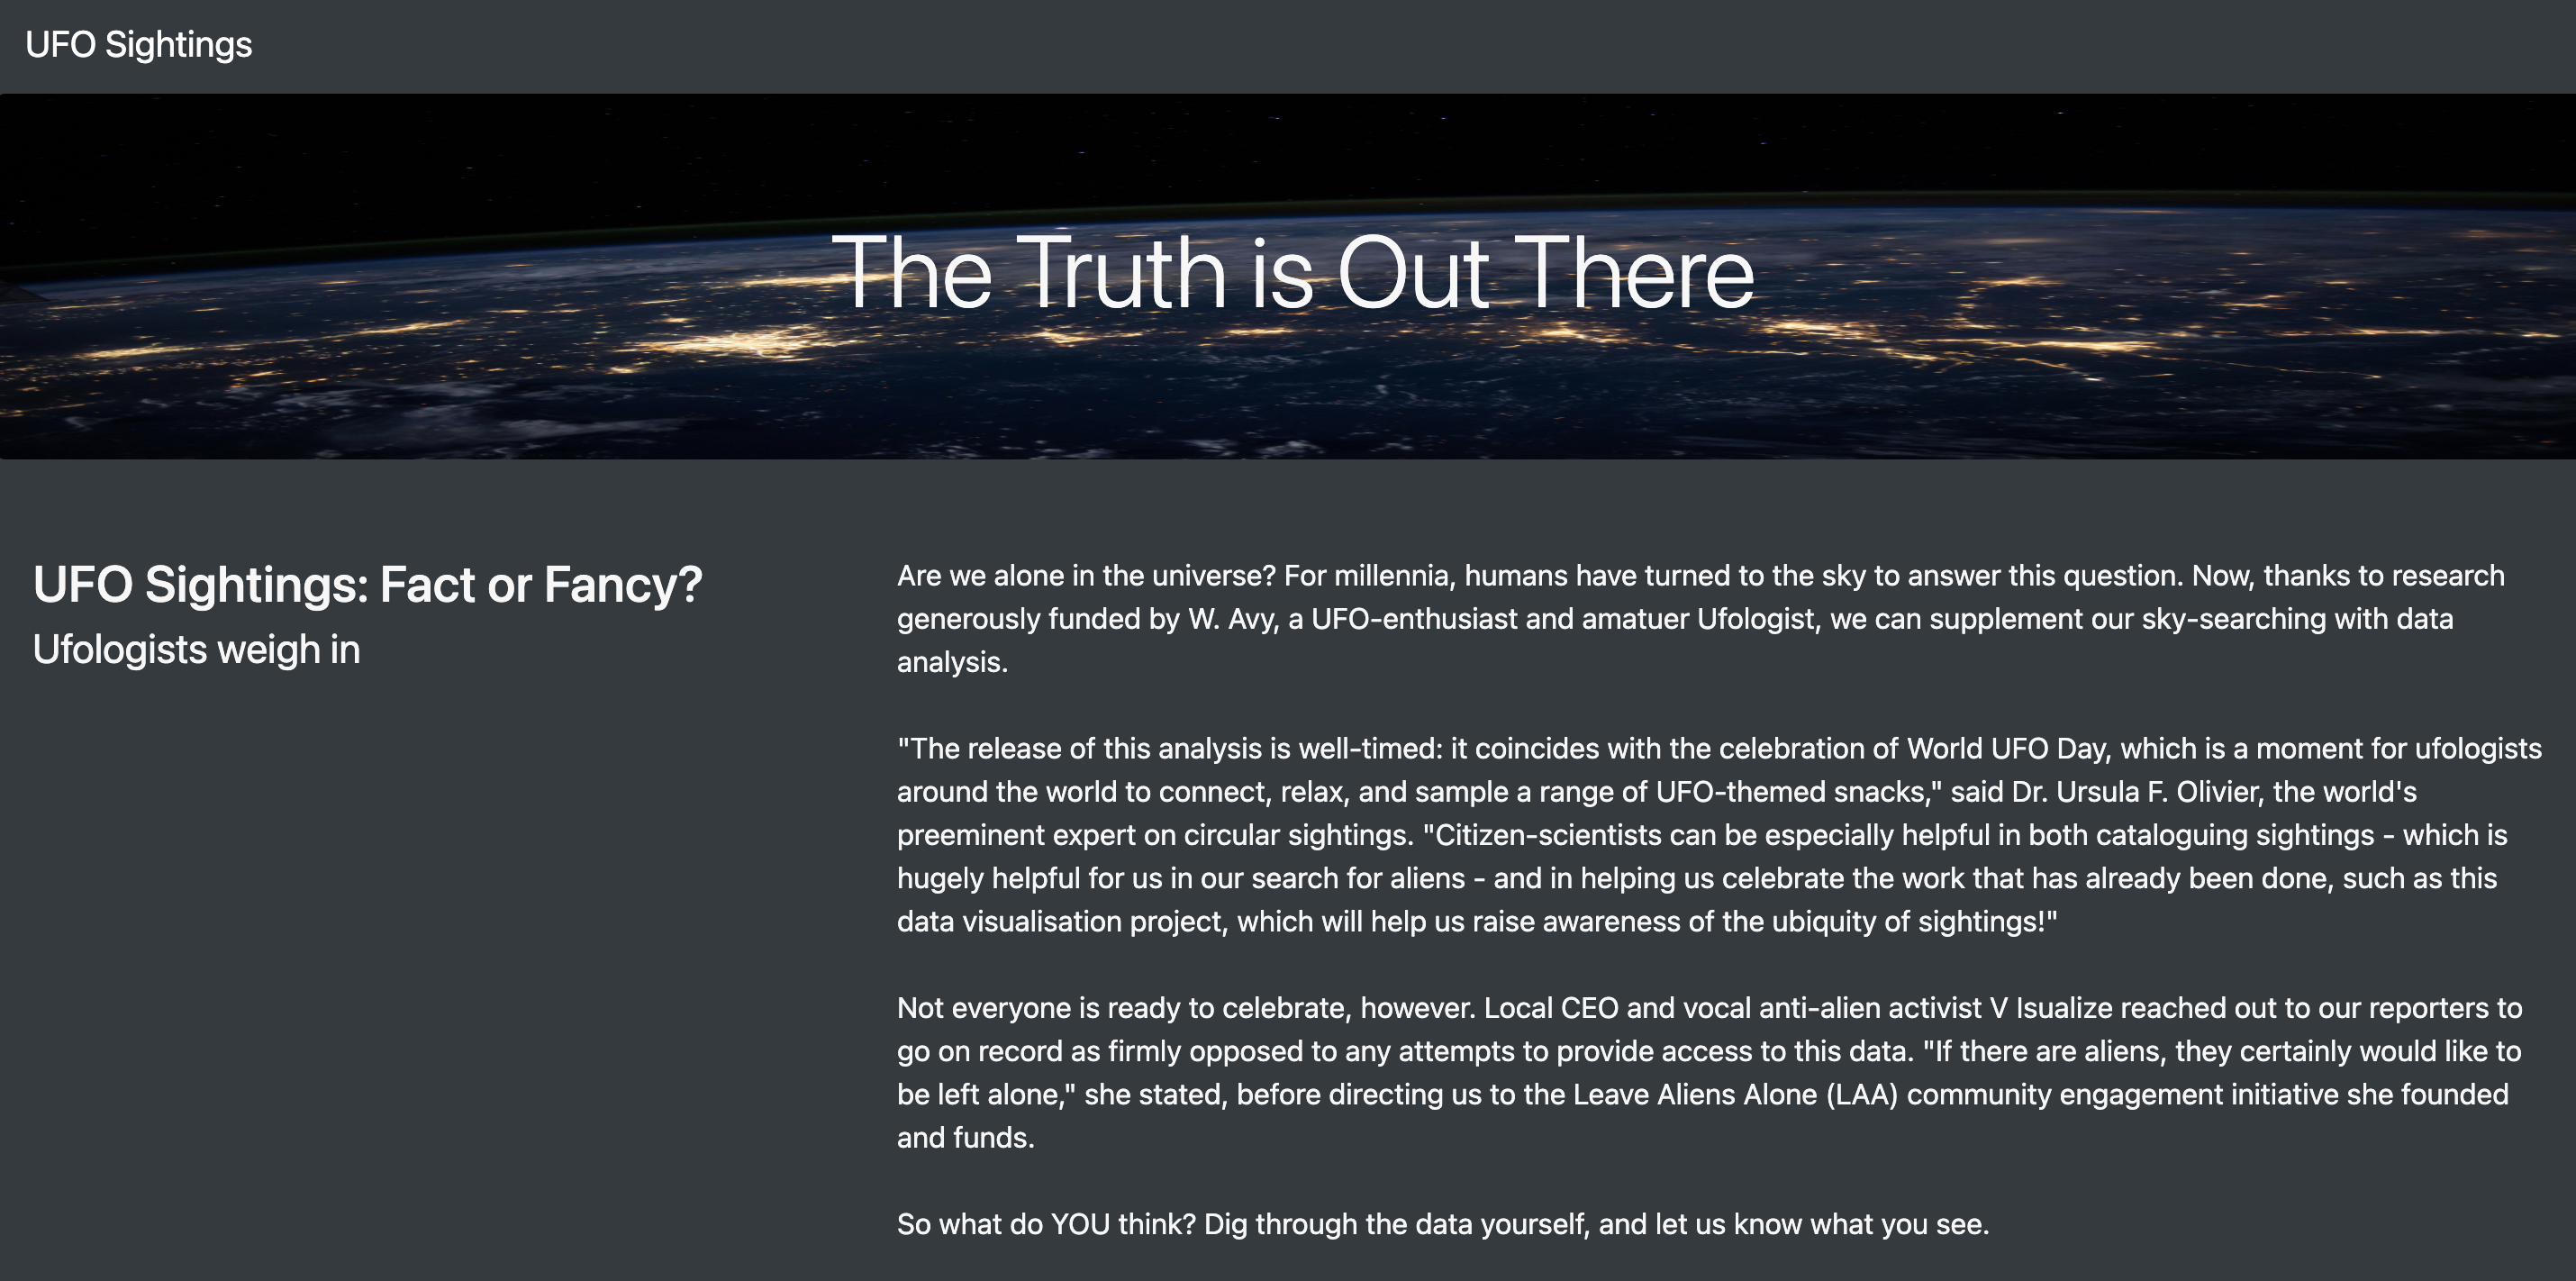 UFO Sightings
The Truth is Out There
UFO Sightings: Fact or Fancy?
Ufologists weigh in
Are we alone in the universe? For millennia, humans have turned to the sky to answer this question. Now, thanks to research
generously funded by W. Avy, a UFO-enthusiast and amatuer Ufologist, we can supplement our sky-searching with data
analysis.
"The release of this analysis is well-timed: it coincides with the celebration of World UFO Day, which is a moment for ufologists
around the world to connect, relax, and sample a range of UFO-themed snacks," said Dr. Ursula F. Olivier, the world's
preeminent expert on circular sightings. "Citizen-scientists can be especially helpful in both cataloguing sightings - which is
hugely helpful for us in our search for aliens - and in helping us celebrate the work that has already been done, such as this
data visualisation project, which will help us raise awareness of the ubiquity of sightings!"
Not everyone is ready to celebrate, however. Local CEO and vocal anti-alien activist V Isualize reached out to our reporters to
go on record as firmly opposed to any attempts to provide access to this data. "If there are aliens, they certainly would like to
be left alone," she stated, before directing us to the Leave Aliens Alone (LAA) community engagement initiative she founded
and funds.
So what do YOU think? Dig through the data yourself, and let us know what you see.